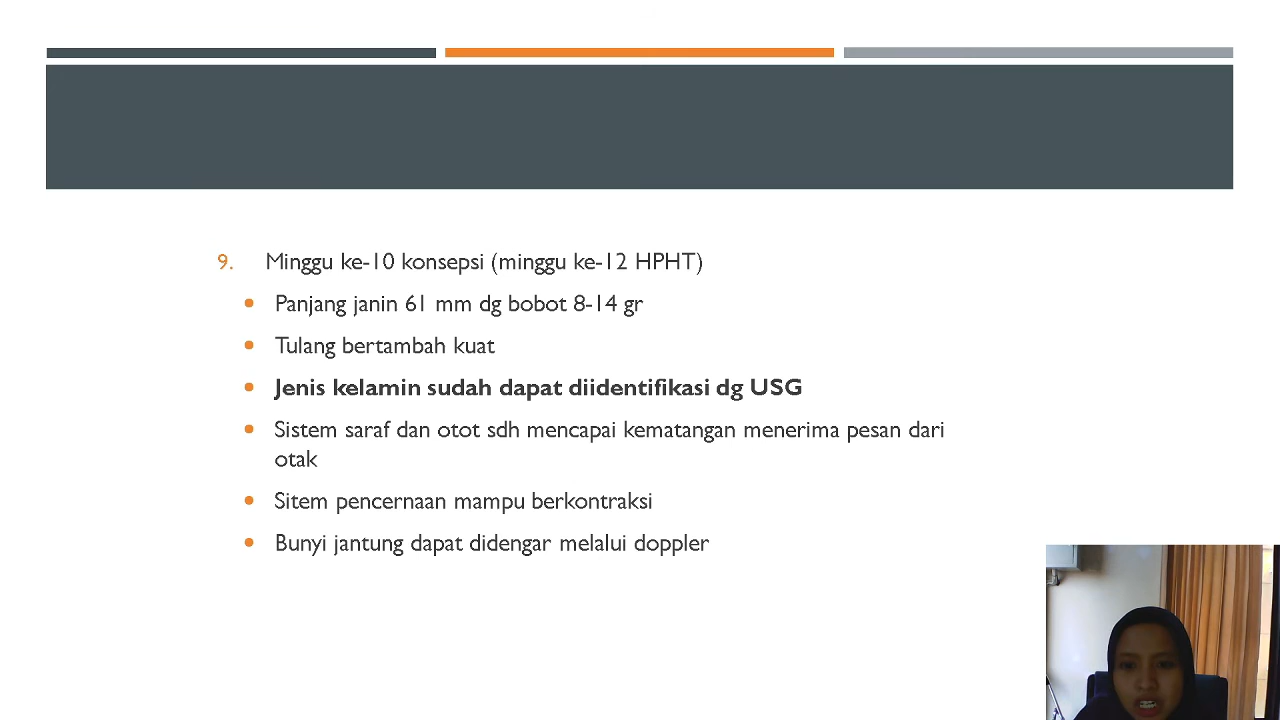 9. Minggu ke-10 konsepsi (minggu ke-12 HPHT)
• Panjang janin 61 mm dg bobot 8-14 gr
• Tulang bertambah kuat
• Jenis kelamin sudah dapat diidentifikasi dg USG
• Sistem saraf dan otot sdh mencapai kematangan menerima pesan dari
otak
• Sitem pencernaan mampu berkontraksi
• Bunyi jantung dapat didengar melalui doppler